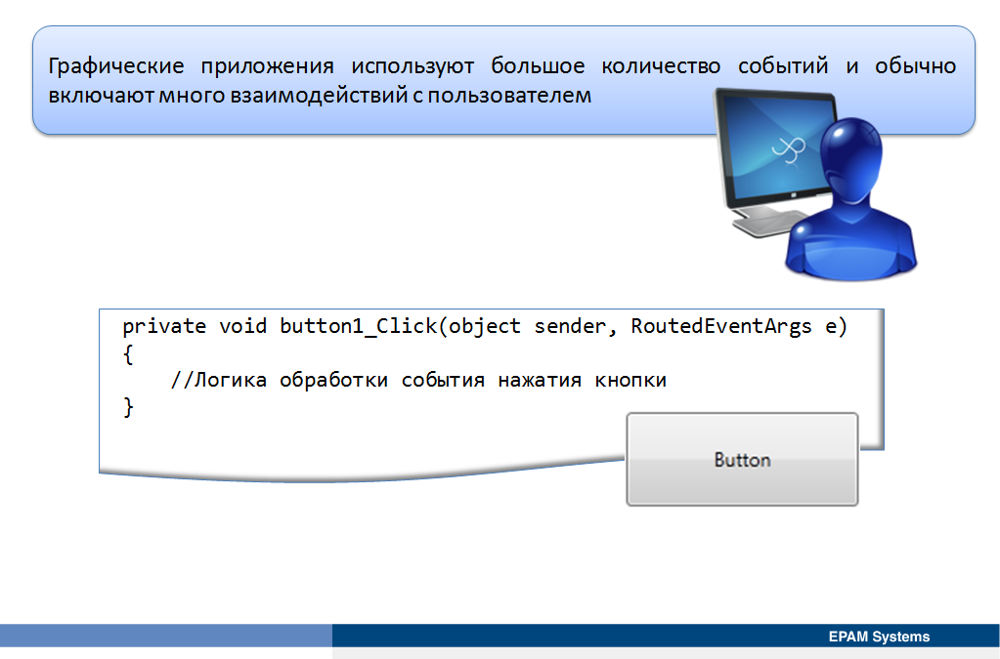 Графические приложения используют большое количество событий и обычно
включают много взаимодействий с пользователем
private void button1_Click(object sender, RoutedEventArgs e)
{
    //Логика обработки события нажатия кнопки
}
Button
EPAM Systems